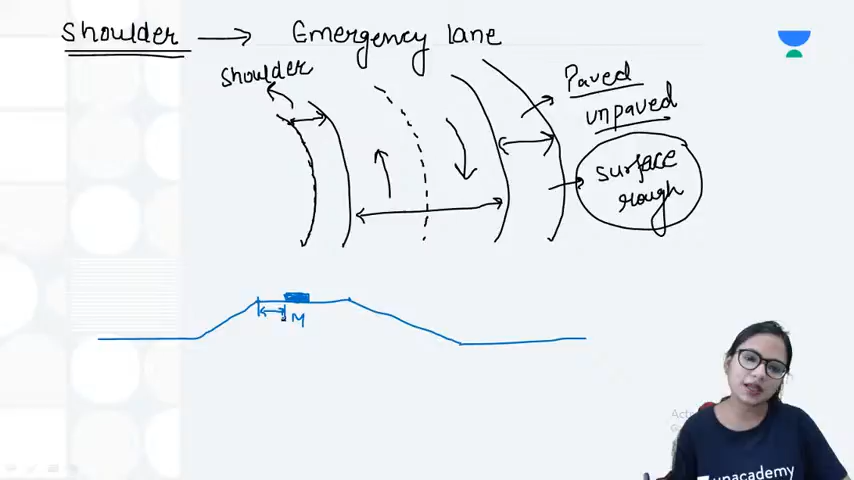 Shoulder → Emergency lane
Shoulder
Paved
unpaved
surface
rough
M
unacademy